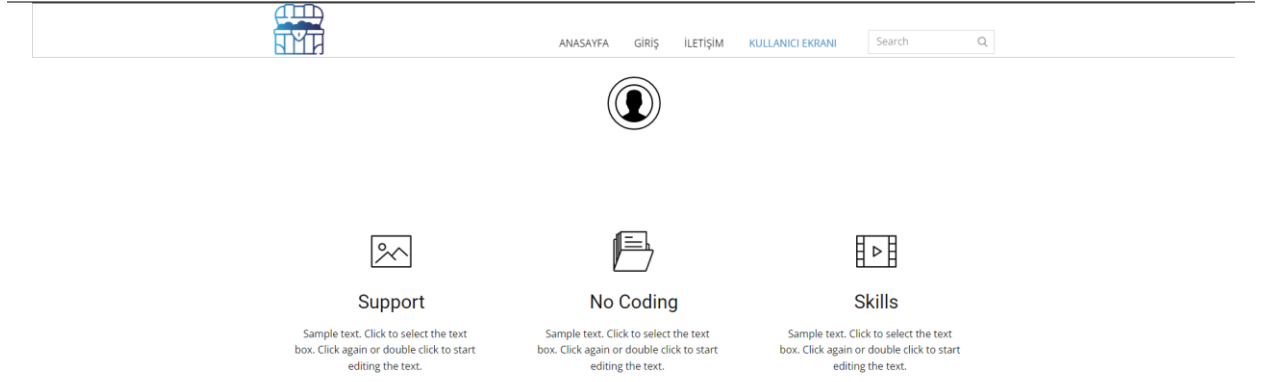 ANASAYFA GİRİŞ İLETİŞİM KULLANICI EKRANI Search
Support
Sample text. Click to select the text
box. Click again or double click to start
editing the text.
No Coding
Sample text. Click to select the text
box. Click again or double click to start
editing the text.
Skills
Sample text. Click to select the text
box. Click again or double click to start
editing the text.